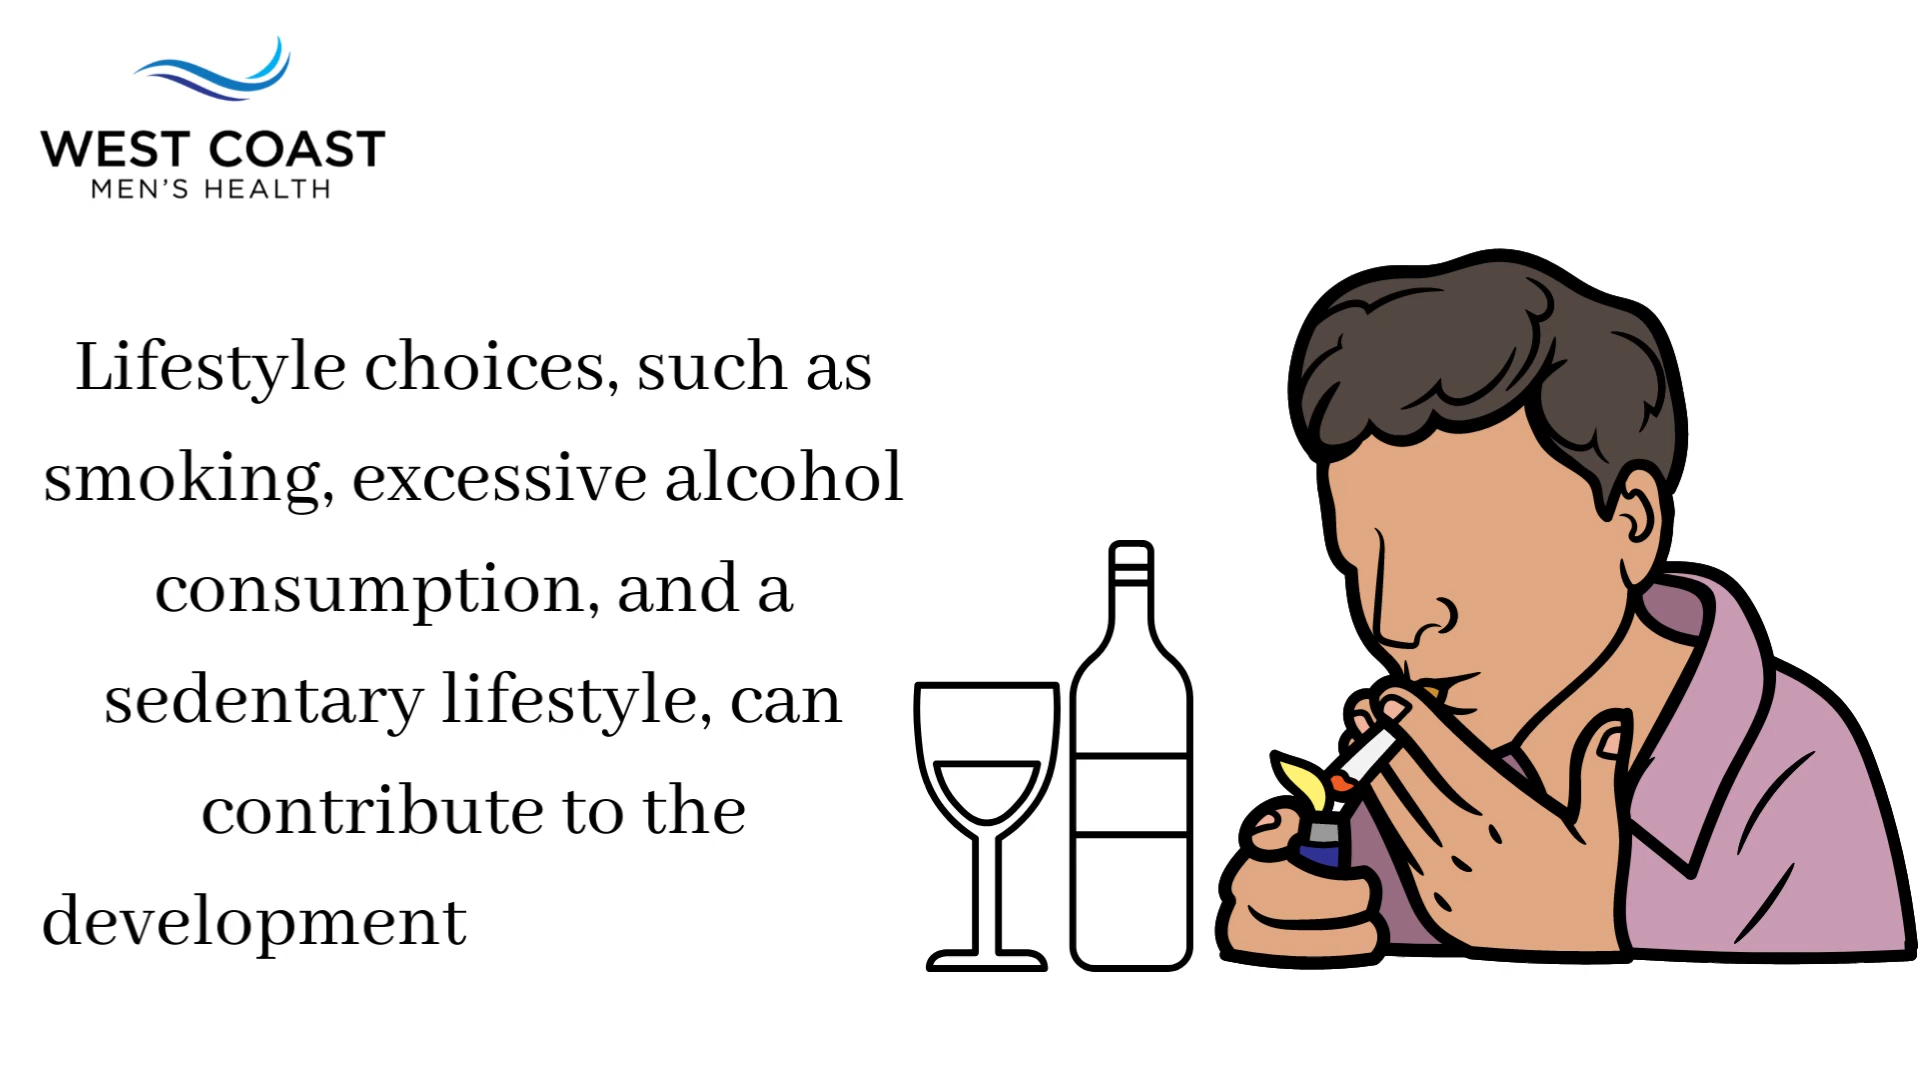 WEST COAST
MEN'S HEALTH
Lifestyle choices, such as
smoking, excessive alcohol
consumption, and a
sedentary lifestyle, can
contribute to the
development